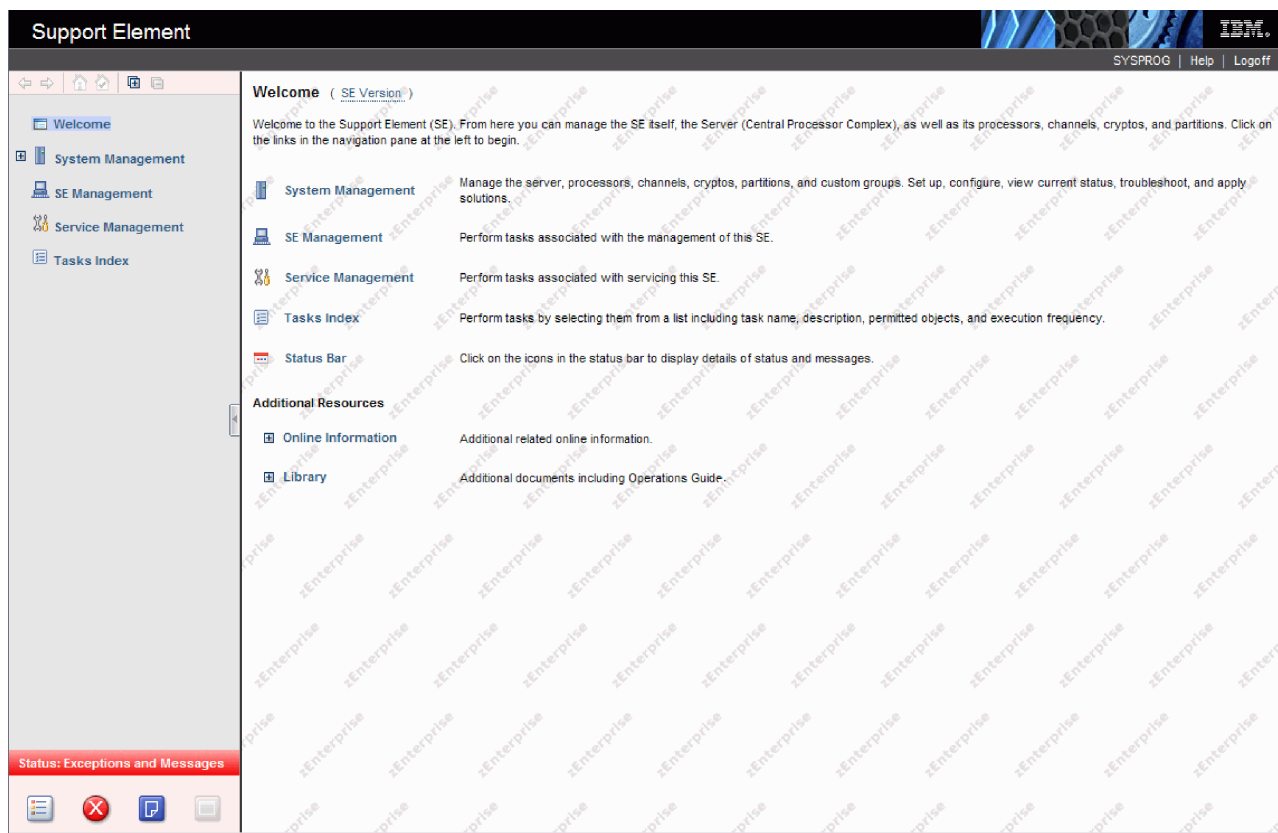 Support Element
IBM.
SYSPROG | Help | Logoff
Welcome
System Management
SE Management
Service Management
Tasks Index
Status: Exceptions and Messages
Welcome ( SE Version )
Welcome to the Support Element (SE). From here you can manage the SE itself, the Server (Central Processor Complex), as well as its processors, channels, cryptos, and partitions. Click on
the links in the navigation pane at the left to begin.
System Management
Manage the server, processors, channels, cryptos, partitions, and custom groups. Set up, configure, view current status, troubleshoot, and apply
solutions.
SE Management
Perform tasks associated with the management of this SE.
Service Management
Perform tasks associated with servicing this SE.
Tasks Index
Perform tasks by selecting them from a list including task name, description, permitted objects, and execution frequency.
Status Bar
Click on the icons in the status bar to display details of status and messages.
Additional Resources
Online Information
Additional related online information.
Library
Additional documents including Operations Guide.
zEnterprise